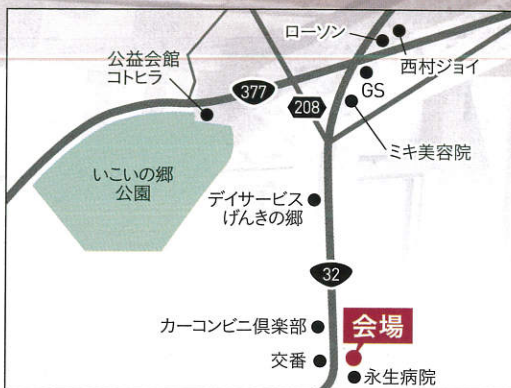 ローソン
西村ジョイ
公益会館
コトヒラ
377
208
GS
ミキ美容院
いこいの郷
公園
デイサービス
げんきの郷
32
カーコンビニ倶楽部
会場
交番
永生病院